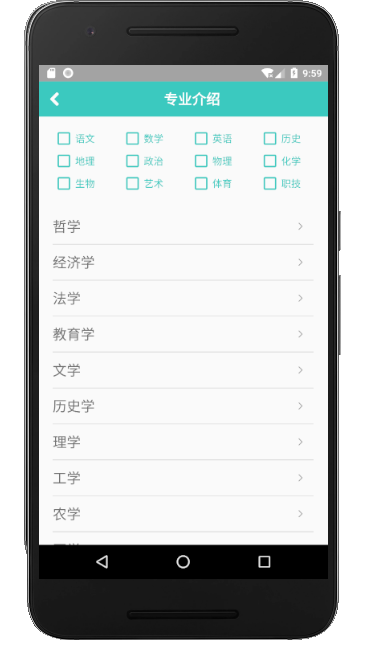 9:59
专业介绍
语文 数学 英语 历史
地理 政治 物理 化学
生物 艺术 体育 职技
哲学
经济学
法学
教育学
文学
历史学
理学
工学
农学